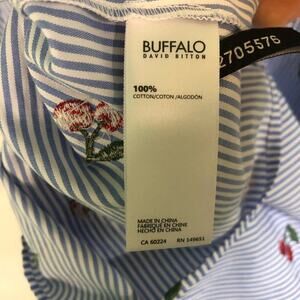 BUFFALO
DAVID BITTON
2705576
100%
COTTON/COTON/ALGODÓN
MADE IN CHINA
FABRIQUE EN CHINE
HECHO EN CHINA
CA 60224 RN 149651